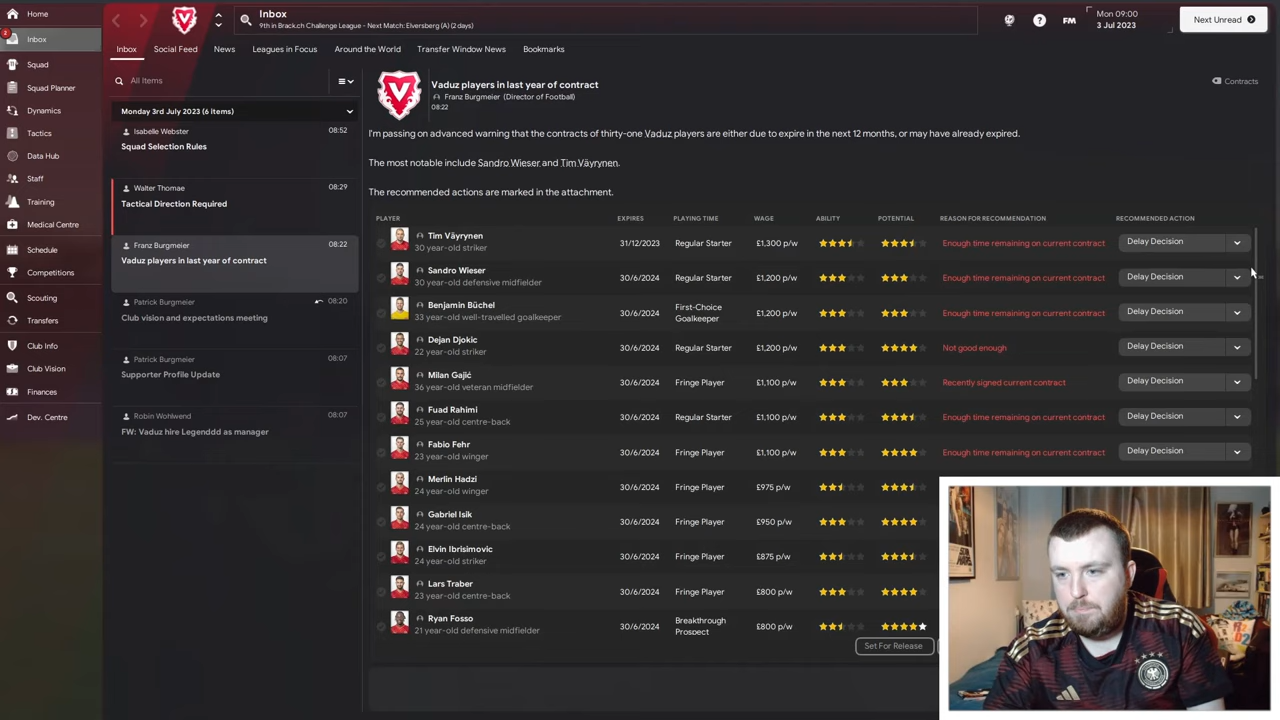 Home
Inbox
2
Squad
Squad Planner
Dynamics
Tactics
Data Hub
Staff
Training
Medical Centre
Schedule
Competitions
Scouting
Transfers
Club Info
Club Vision
Finances
Dev. Centre
Inbox
9th in Brack.ch Challenge League - Next Match: Elversberg (A) (2 days)
FM
Mon 09:00
3 Jul 2023
Next Unread
Inbox
Social Feed
News
Leagues in Focus
Around the World
Transfer Window News
Bookmarks
All Items
Monday 3rd July 2023 (6 items)
Isabelle Webster
08:52
Squad Selection Rules
Walter Thomae
08:29
Tactical Direction Required
Franz Burgmeier
08:22
Vaduz players in last year of contract
Patrick Burgmeier
08:20
Club vision and expectations meeting
Patrick Burgmeier
08:07
Supporter Profile Update
Robin Wohlwend
08:07
FW: Vaduz hire Legenddd as manager
Vaduz players in last year of contract
Franz Burgmeier (Director of Football)
08:22
Contracts
I'm passing on advanced warning that the contracts of thirty-one Vaduz players are either due to expire in the next 12 months, or may have already expired.
The most notable include Sandro Wieser and Tim Väyrynen.
The recommended actions are marked in the attachment.
PLAYER EXPIRES PLAYING TIME WAGE ABILITY POTENTIAL REASON FOR RECOMMENDATION RECOMMENDED ACTION
Tim Väyrynen
30 year-old striker
31/12/2023 Regular Starter £1,300 p/w Enough time remaining on current contract Delay Decision
Sandro Wieser
30 year-old defensive midfielder
30/6/2024 Regular Starter £1,200 p/w Enough time remaining on current contract Delay Decision
Benjamin Büchel
33 year-old well-travelled goalkeeper
30/6/2024 First-Choice Goalkeeper £1,200 p/w Enough time remaining on current contract Delay Decision
Dejan Djokic
22 year-old striker
30/6/2024 Regular Starter £1,200 p/w Not good enough Delay Decision
Milan Gajić
36 year-old veteran midfielder
30/6/2024 Fringe Player £1,100 p/w Recently signed current contract Delay Decision
Fuad Rahimi
25 year-old centre-back
30/6/2024 Regular Starter £1,100 p/w Enough time remaining on current contract Delay Decision
Fabio Fehr
23 year-old winger
30/6/2024 Fringe Player £1,100 p/w Enough time remaining on current contract Delay Decision
Merlin Hadzi
24 year-old winger
30/6/2024 Fringe Player £975 p/w
Gabriel Isik
24 year-old centre-back
30/6/2024 Fringe Player £950 p/w
Elvin Ibrisimovic
24 year-old striker
30/6/2024 Fringe Player £875 p/w
Lars Traber
23 year-old centre-back
30/6/2024 Fringe Player £800 p/w
Ryan Fosso
21 year-old defensive midfielder
30/6/2024 Breakthrough Prospect £800 p/w
Set For Release